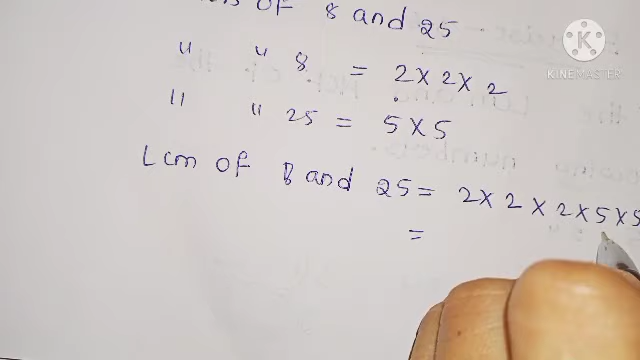 of 8 and 25
" " 8 = 2 × 2 × 2
" " 25 = 5 × 5
Lcm of 8 and 25 = 2 × 2 × 2 × 5 × 5
=
KINEMASTER